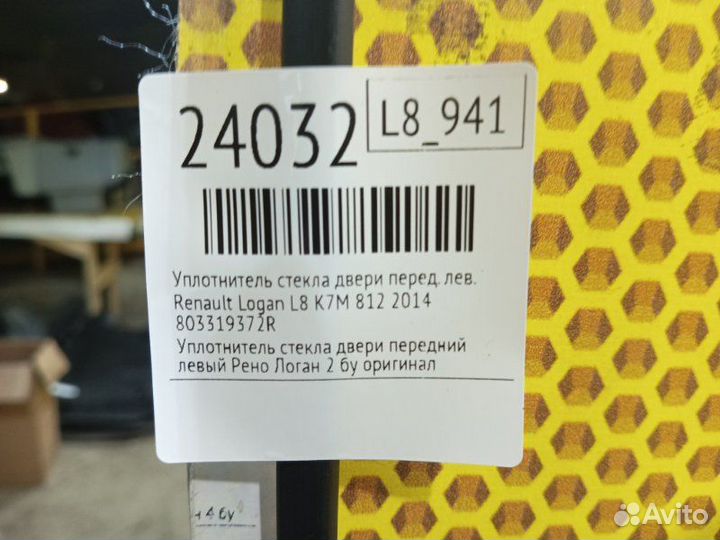 24032
L8_941
Уплотнитель стекла двери перед. лев.
Renault Logan L8 K7M 812 2014
803319372R
Уплотнитель стекла двери передний
левый Рено Логан 2 бу оригинал
Avito